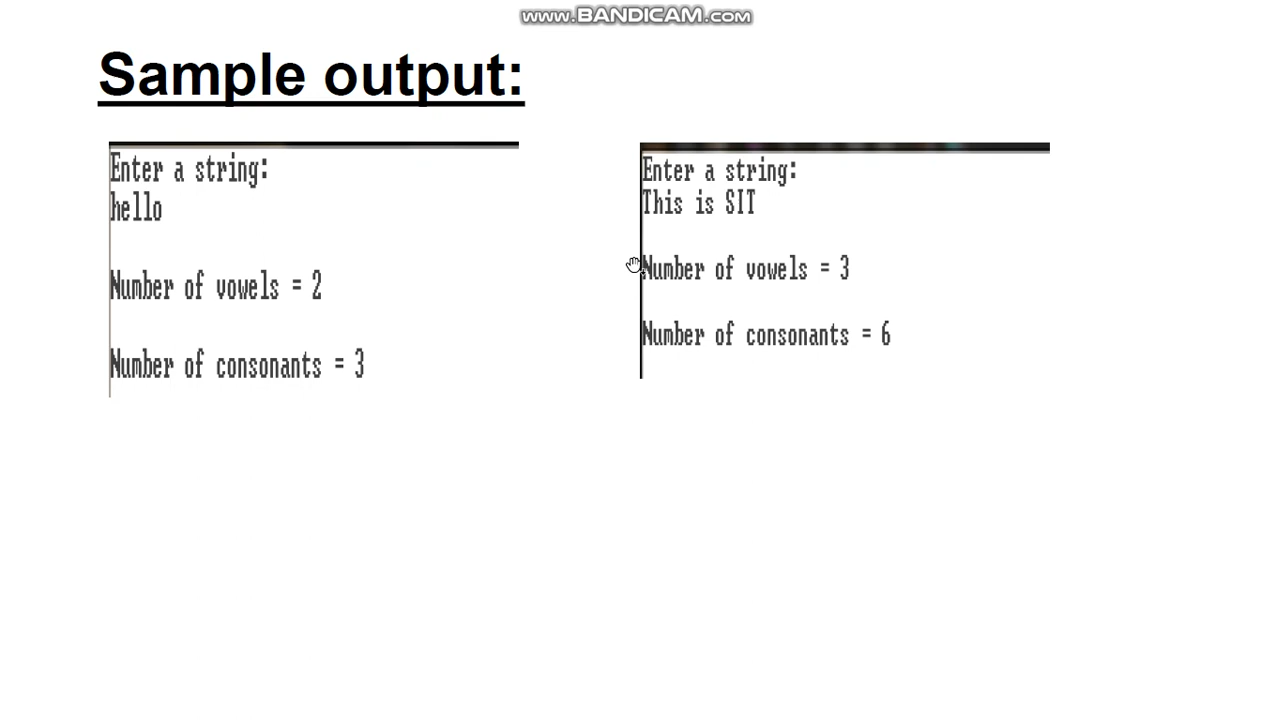 www.BANDICAM.com
Sample output:
Enter a string:
hello
Number of vowels = 2
Number of consonants = 3
Enter a string:
This is SIT
Number of vowels = 3
Number of consonants = 6